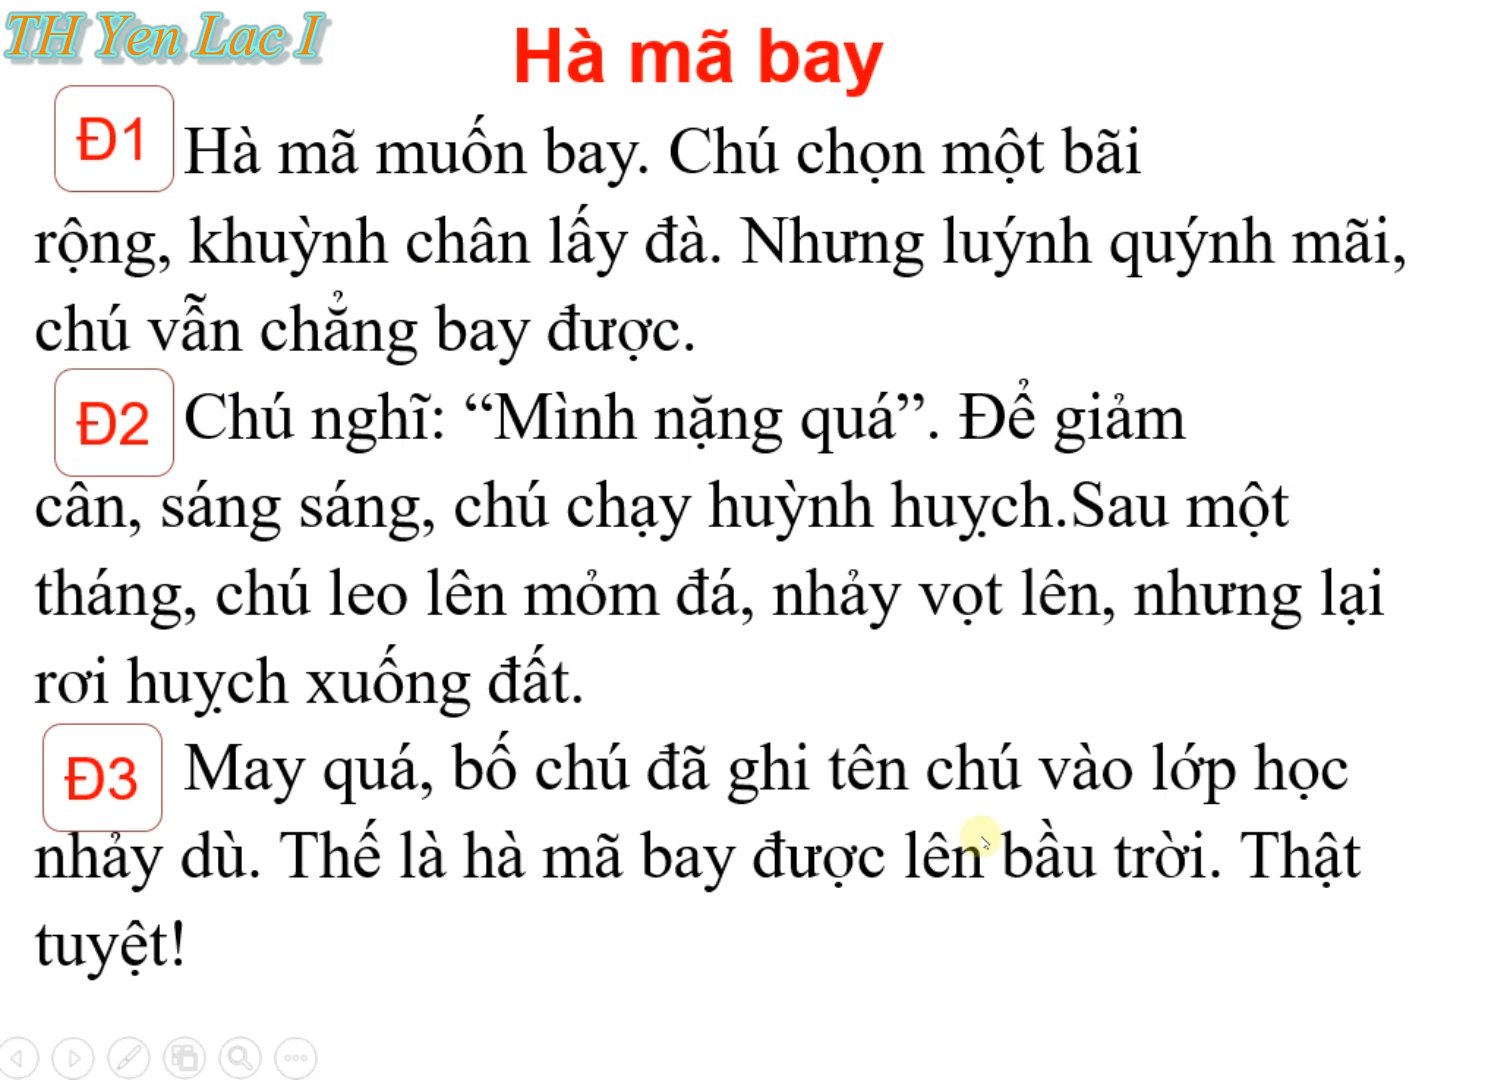 TH Yen Lac I
Hà mã bay
Đ1 Hà mã muốn bay. Chú chọn một bãi
rộng, khuỳnh chân lấy đà. Nhưng luýnh quýnh mãi,
chú vẫn chẳng bay được.
Đ2 Chú nghĩ: “Mình nặng quá”. Để giảm
cân, sáng sáng, chú chạy huỳnh huỵch.Sau một
tháng, chú leo lên mỏm đá, nhảy vọt lên, nhưng lại
rơi huỵch xuống đất.
Đ3 May quá, bố chú đã ghi tên chú vào lớp học
nhảy dù. Thế là hà mã bay được lên bầu trời. Thật
tuyệt!